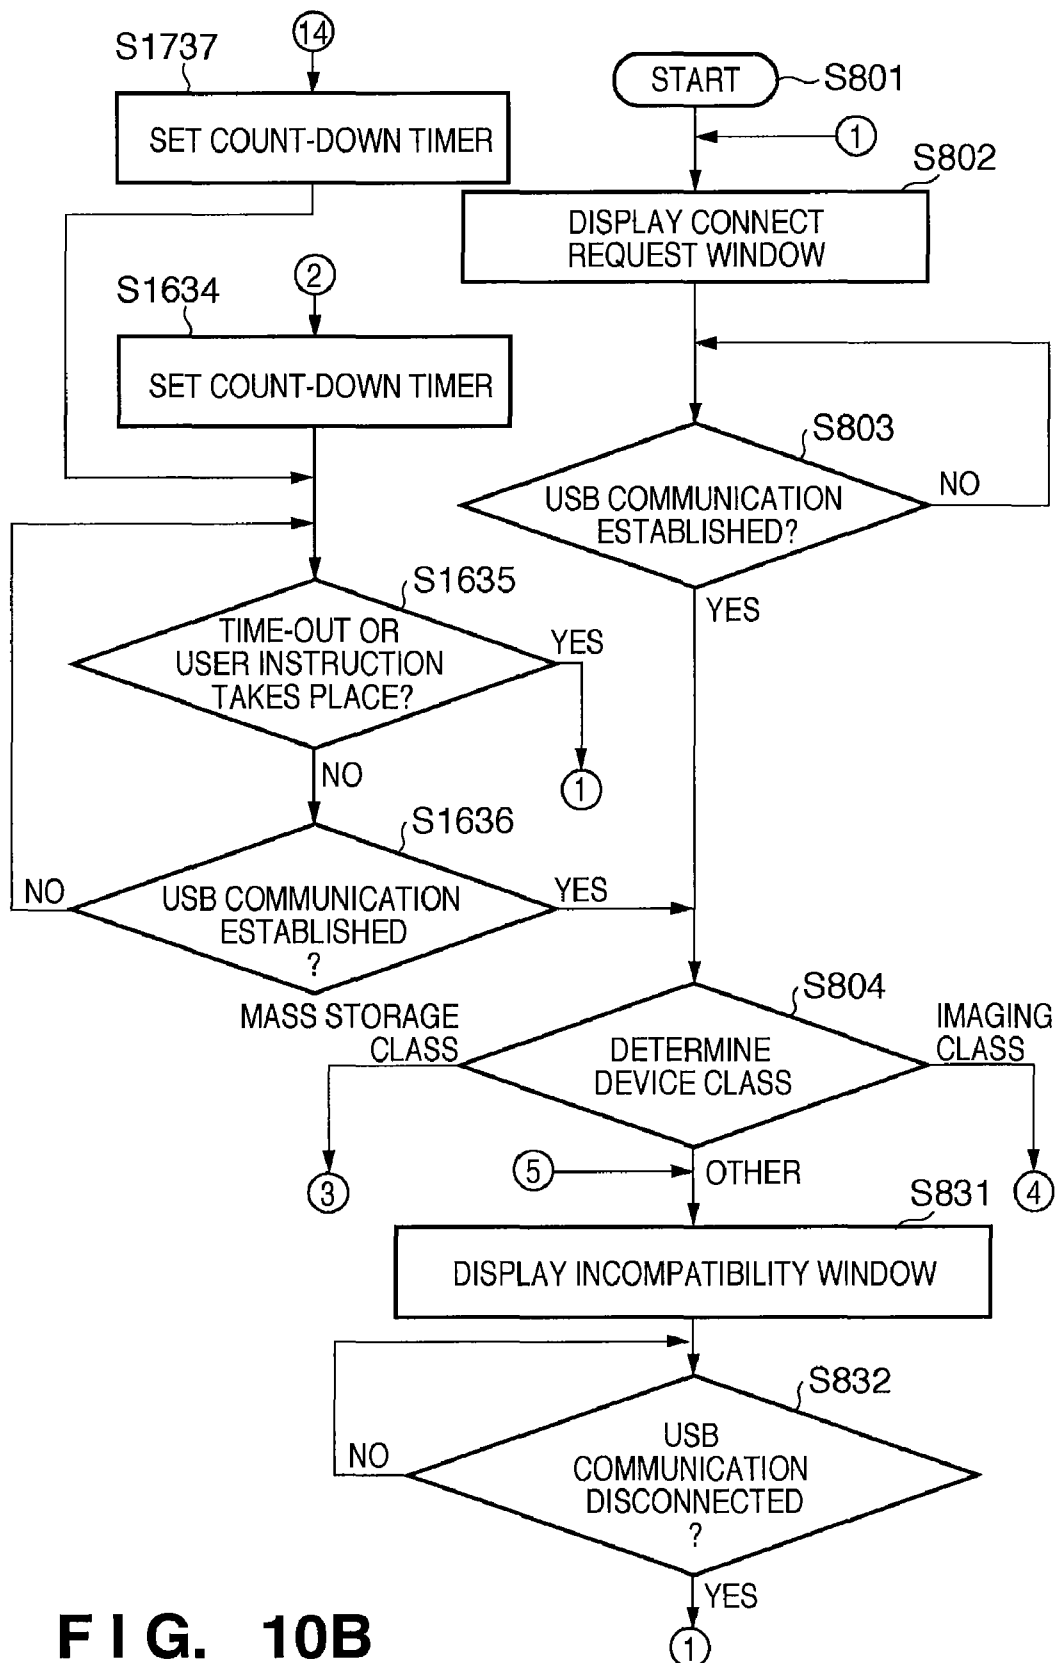 14
S1737
SET COUNT-DOWN TIMER
START
S801
1
S802
DISPLAY CONNECT
REQUEST WINDOW
2
S1634
SET COUNT-DOWN TIMER
S803
USB COMMUNICATION
ESTABLISHED?
NO
YES
S1635
TIME-OUT OR
USER INSTRUCTION
TAKES PLACE?
YES
1
NO
S1636
NO
USB COMMUNICATION
ESTABLISHED
?
YES
S804
MASS STORAGE
CLASS
DETERMINE
DEVICE CLASS
IMAGING
CLASS
3
5
OTHER
4
S831
DISPLAY INCOMPATIBILITY WINDOW
S832
NO
USB
COMMUNICATION
DISCONNECTED
?
YES
1
FIG. 10B